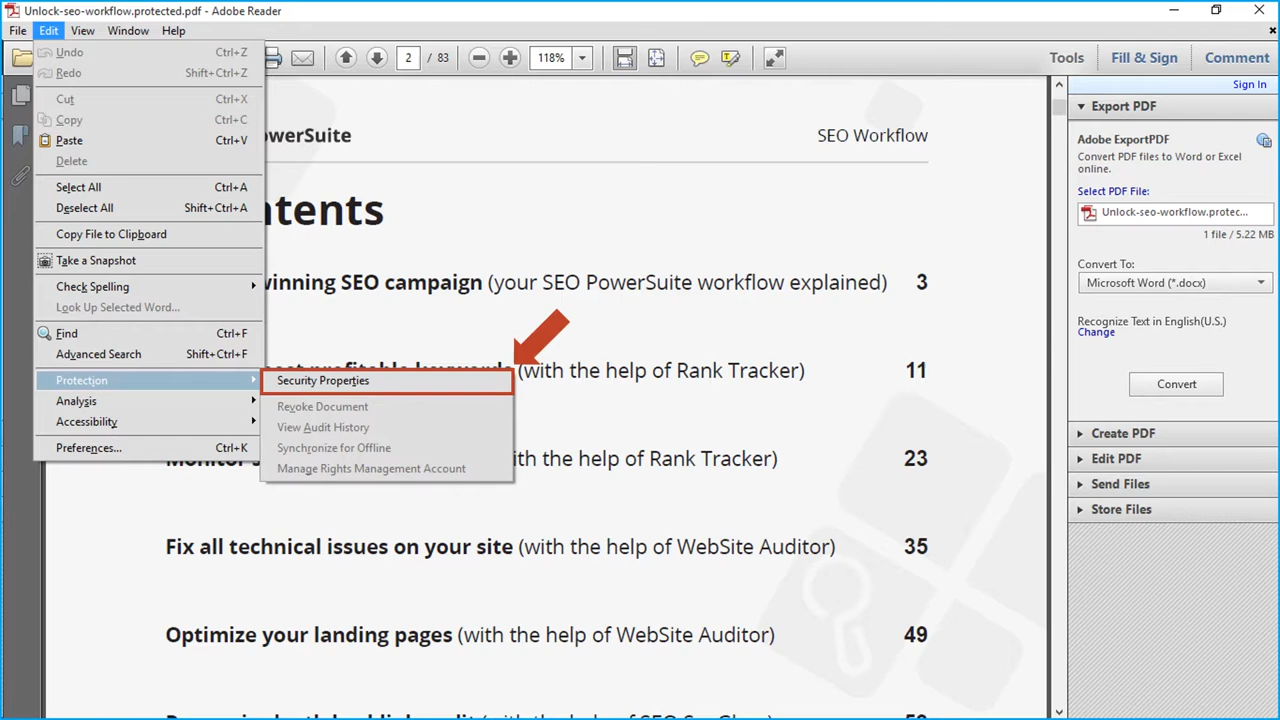 Unlock-seo-workflow.protected.pdf - Adobe Reader
File Edit View Window Help
Undo Ctrl+Z
Redo Shift+Ctrl+Z
Cut Ctrl+X
Copy Ctrl+C
Paste Ctrl+V
Delete
Select All Ctrl+A
Deselect All Shift+Ctrl+A
Copy File to Clipboard
Take a Snapshot
Check Spelling
Look Up Selected Word...
Find Ctrl+F
Advanced Search Shift+Ctrl+F
Protection
Analysis
Accessibility
Preferences... Ctrl+K
Security Properties
Revoke Document
View Audit History
Synchronize for Offline
Manage Rights Management Account
2 / 83 118%
Tools Fill & Sign Comment
Sign In
PowerSuite SEO Workflow
ntents
winning SEO campaign (your SEO PowerSuite workflow explained) 3
(with the help of Rank Tracker) 11
with the help of Rank Tracker) 23
Fix all technical issues on your site (with the help of WebSite Auditor) 35
Optimize your landing pages (with the help of WebSite Auditor) 49
Export PDF
Adobe ExportPDF
Convert PDF files to Word or Excel
online.
Select PDF File:
Unlock-seo-workflow.protec...
1 file / 5.22 MB
Convert To:
Microsoft Word (*.docx)
Recognize Text in English(U.S.)
Change
Convert
Create PDF
Edit PDF
Send Files
Store Files